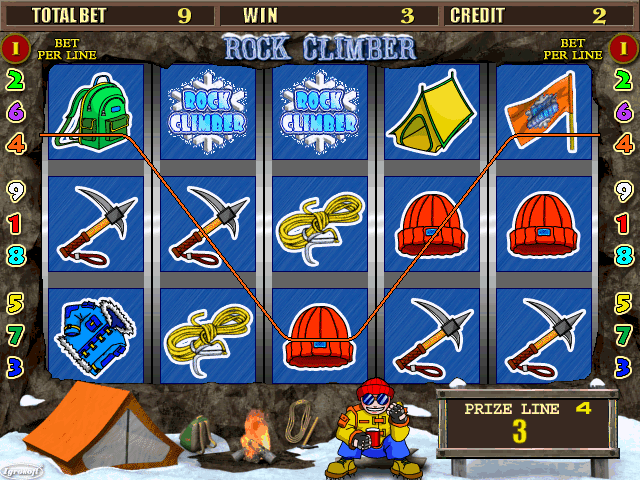 TOTAL BET 9 WIN 3 CREDIT 2
1 BET PER LINE ROCK CLIMBER BET PER LINE 1
2 2
6 ROCK CLIMBER ROCK CLIMBER 6
4 4
9 9
1 1
8 8
5 5
7 7
3 3
PRIZE LINE 4
3
Igrosoft